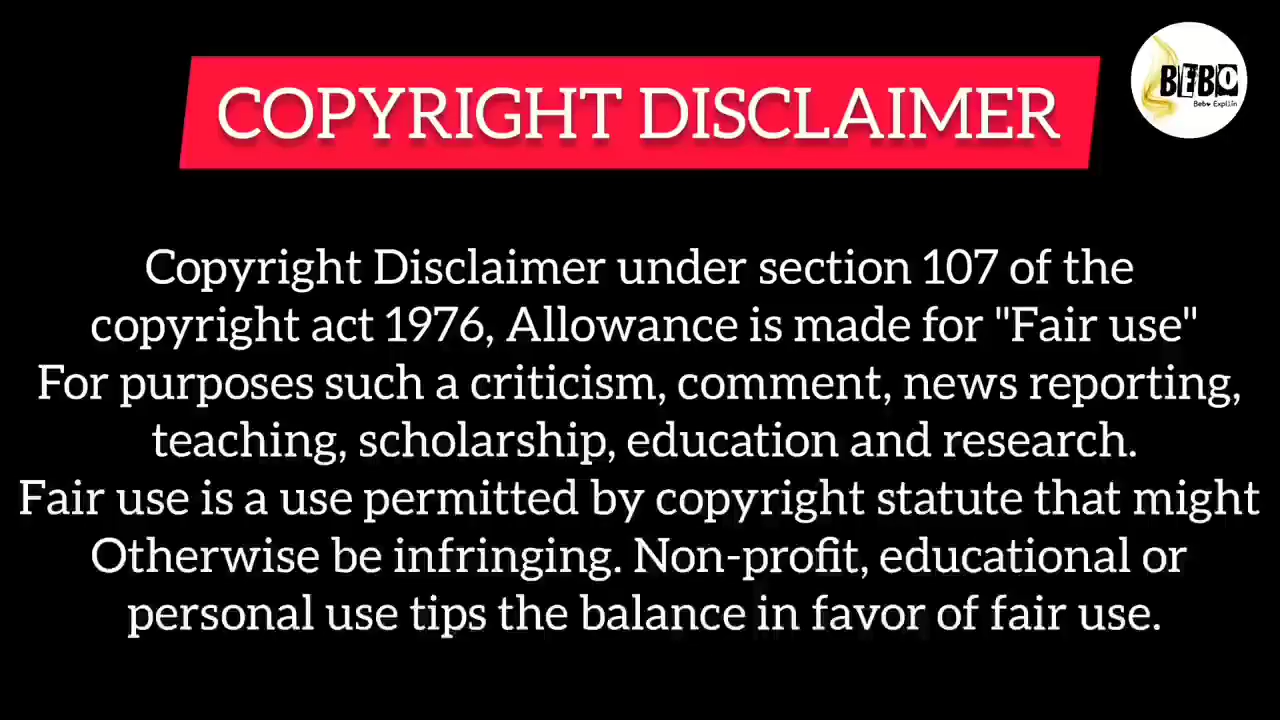 COPYRIGHT DISCLAIMER
BEBO
Bebo Explain
Copyright Disclaimer under section 107 of the
copyright act 1976, Allowance is made for "Fair use"
For purposes such a criticism, comment, news reporting,
teaching, scholarship, education and research.
Fair use is a use permitted by copyright statute that might
Otherwise be infringing. Non-profit, educational or
personal use tips the balance in favor of fair use.